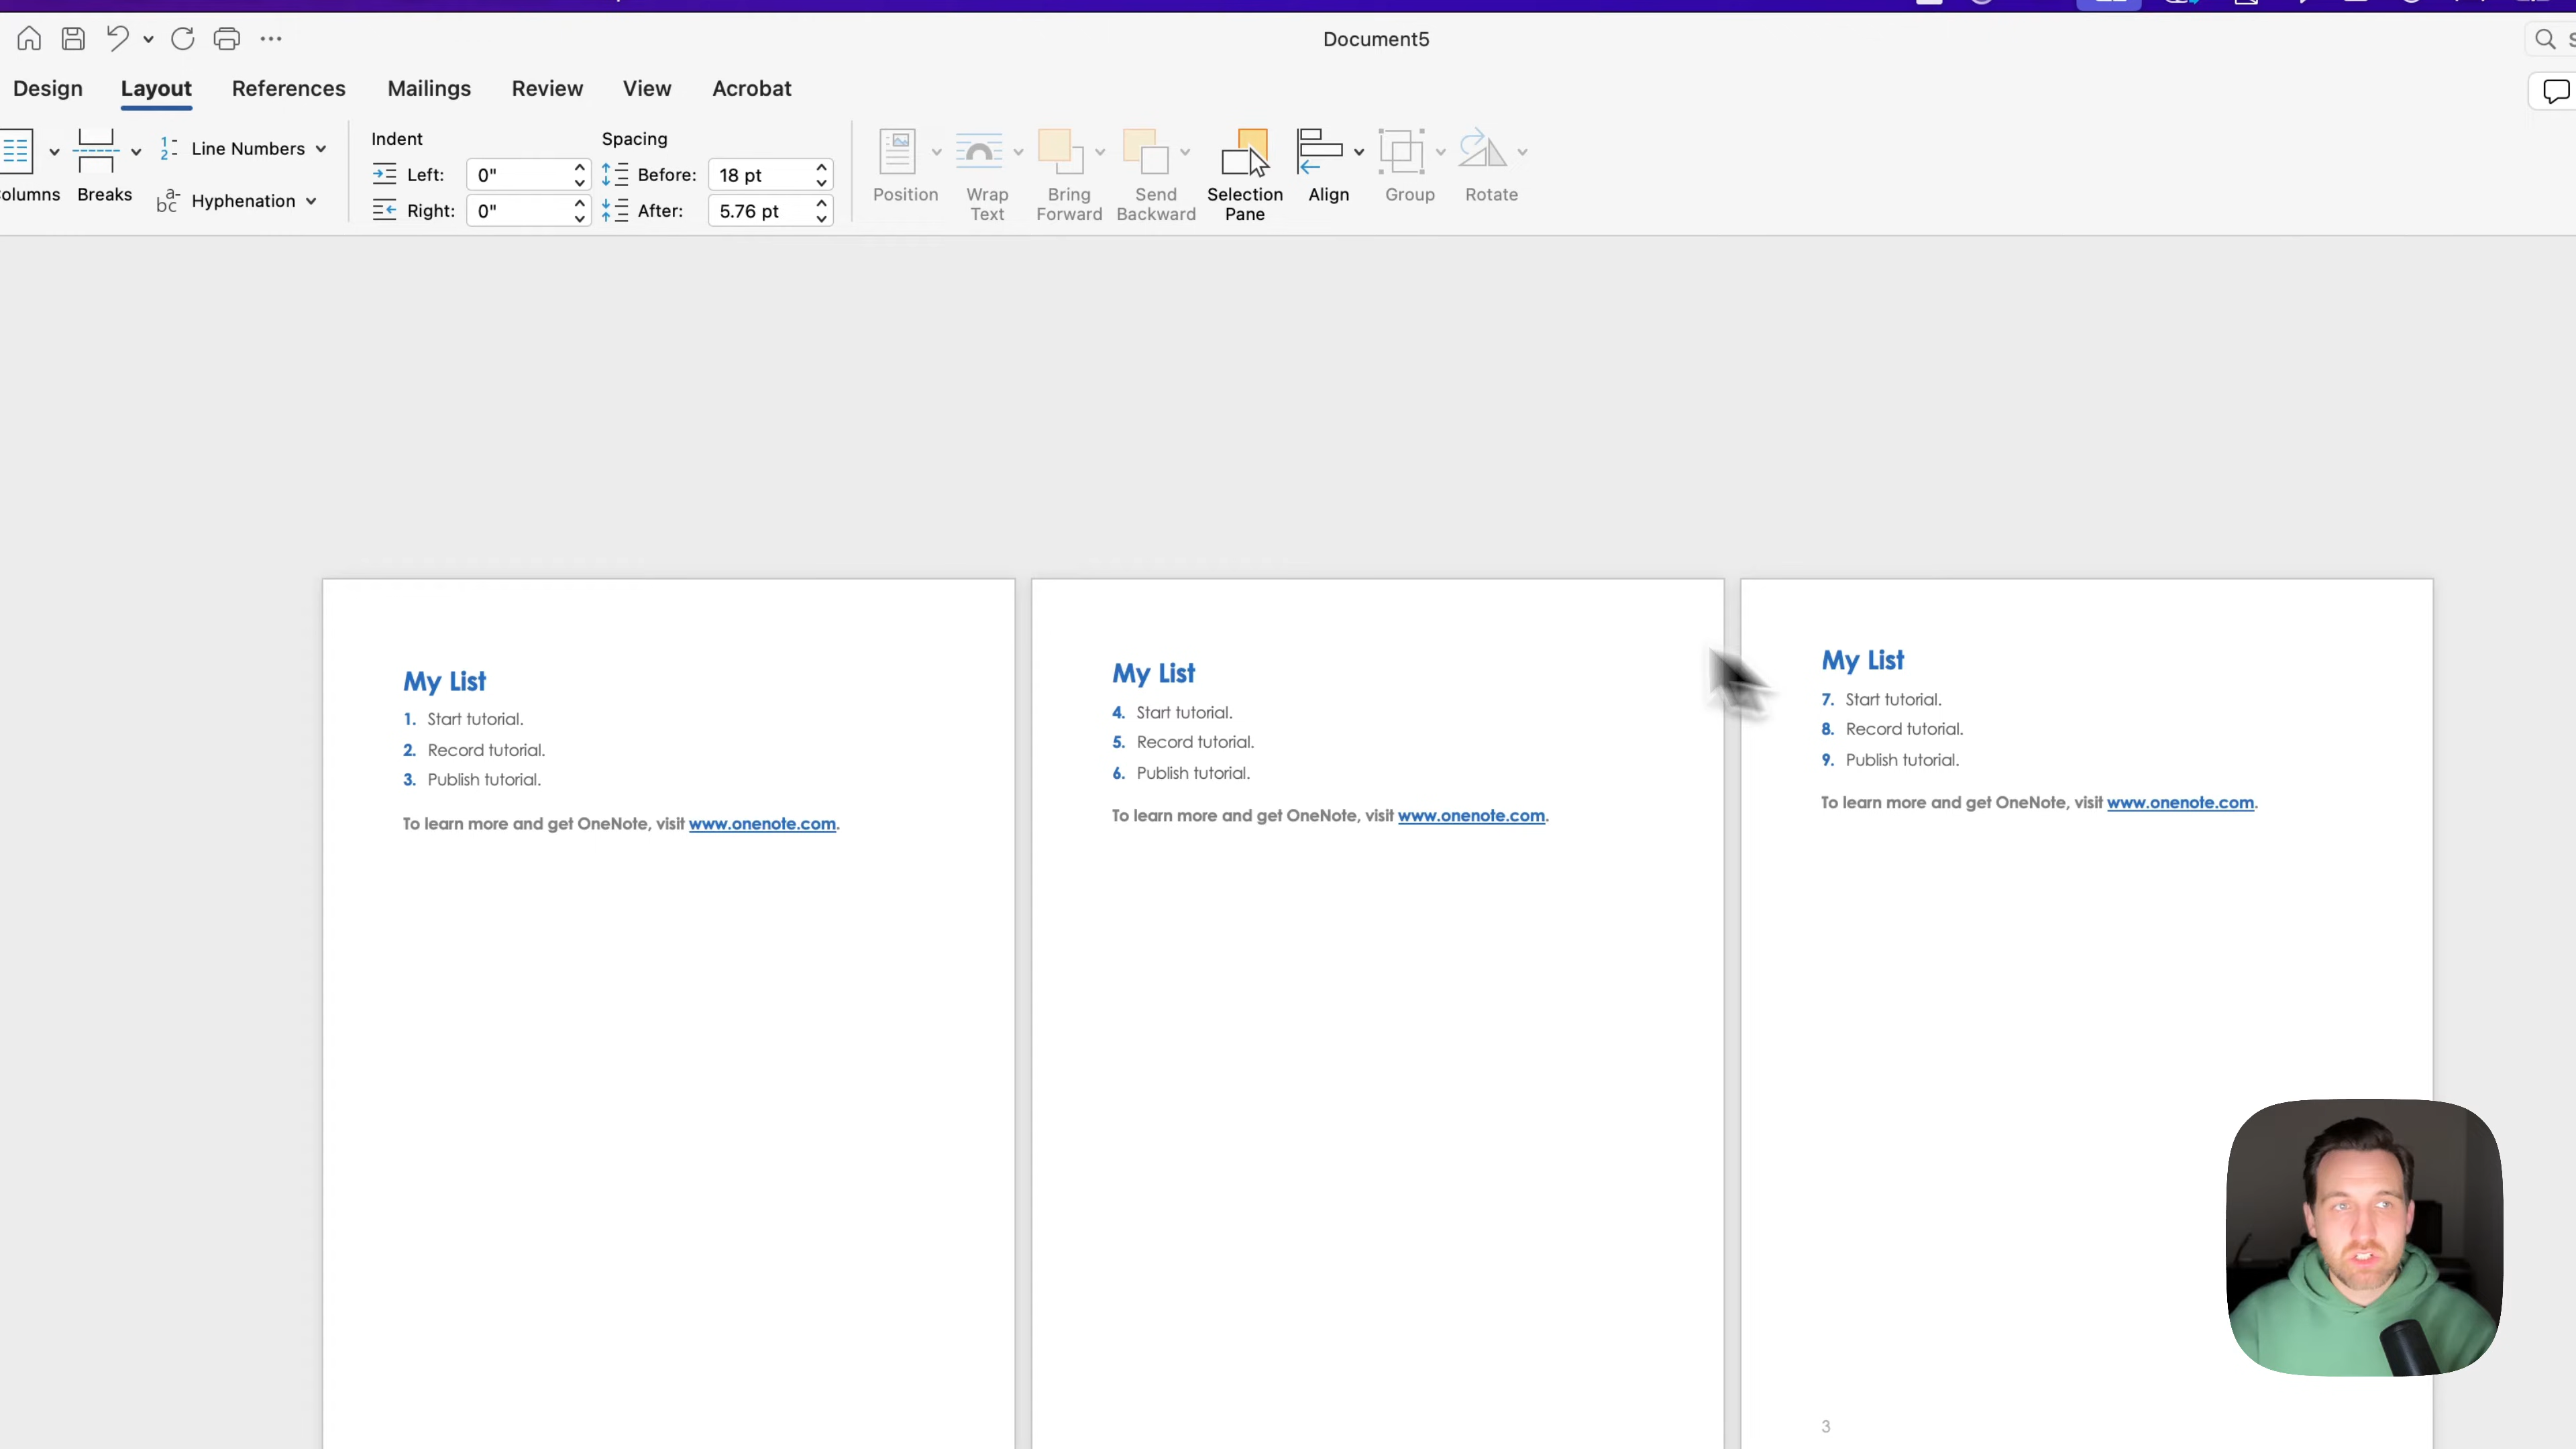 Document5
Design Layout References Mailings Review View Acrobat
Columns Breaks
Line Numbers
Hyphenation
Indent
Left: 0"
Right: 0"
Spacing
Before: 18 pt
After: 5.76 pt
Position
Wrap Text
Bring Forward
Send Backward
Selection Pane
Align
Group
Rotate
My List
1. Start tutorial.
2. Record tutorial.
3. Publish tutorial.
To learn more and get OneNote, visit www.onenote.com.
My List
4. Start tutorial.
5. Record tutorial.
6. Publish tutorial.
To learn more and get OneNote, visit www.onenote.com.
My List
7. Start tutorial.
8. Record tutorial.
9. Publish tutorial.
To learn more and get OneNote, visit www.onenote.com.
3